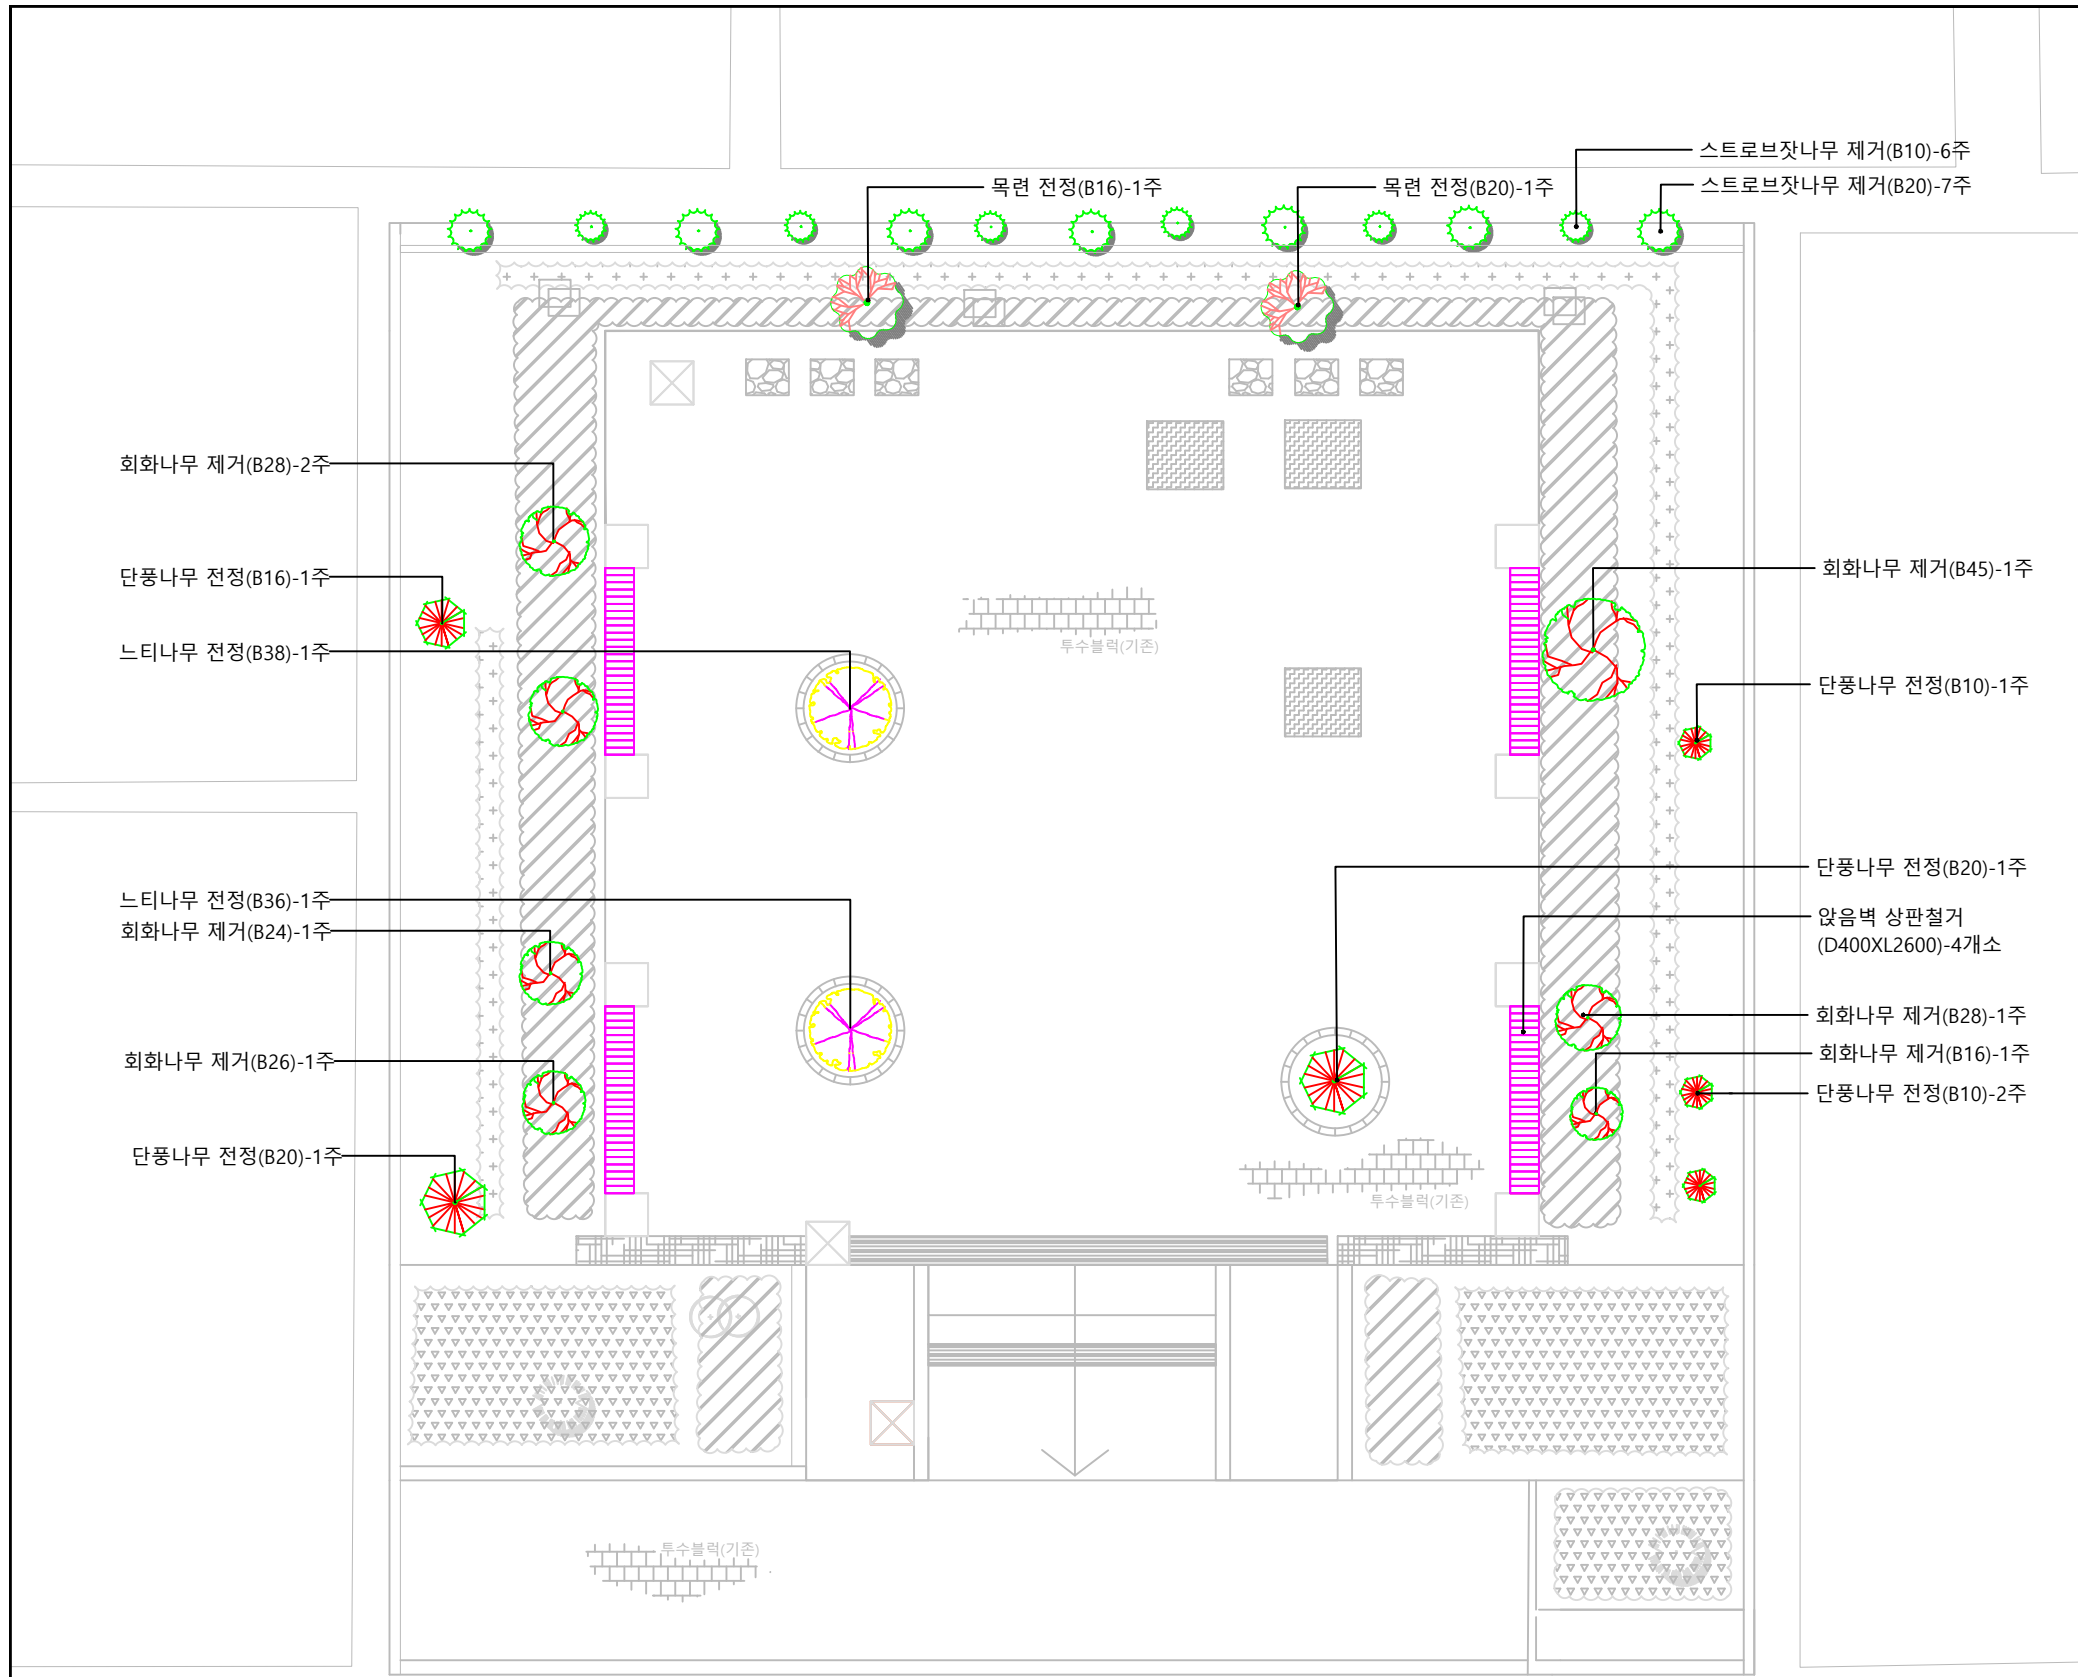 스트로브잣나무 제거(B10)-6주
목련 전정(B16)-1주
목련 전정(B20)-1주
스트로브잣나무 제거(B20)-7주
회화나무 제거(B28)-2주
단풍나무 전정(B16)-1주
회화나무 제거(B45)-1주
투수블럭(기존)
느티나무 전정(B38)-1주
단풍나무 전정(B10)-1주
단풍나무 전정(B20)-1주
느티나무 전정(B36)-1주
앉음벽 상판철거
(D400XL2600)-4개소
회화나무 제거(B24)-1주
회화나무 제거(B28)-1주
회화나무 제거(B26)-1주
회화나무 제거(B16)-1주
단풍나무 전정(B10)-2주
단풍나무 전정(B20)-1주
투수블럭(기존)
투수블럭(기존)